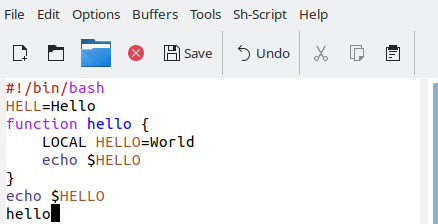 File Edit Options Buffers Tools Sh-Script Help
Save Undo
#!/bin/bash
HELL=Hello
function hello {
    LOCAL HELLO=World
    echo $HELLO
}
echo $HELLO
hello